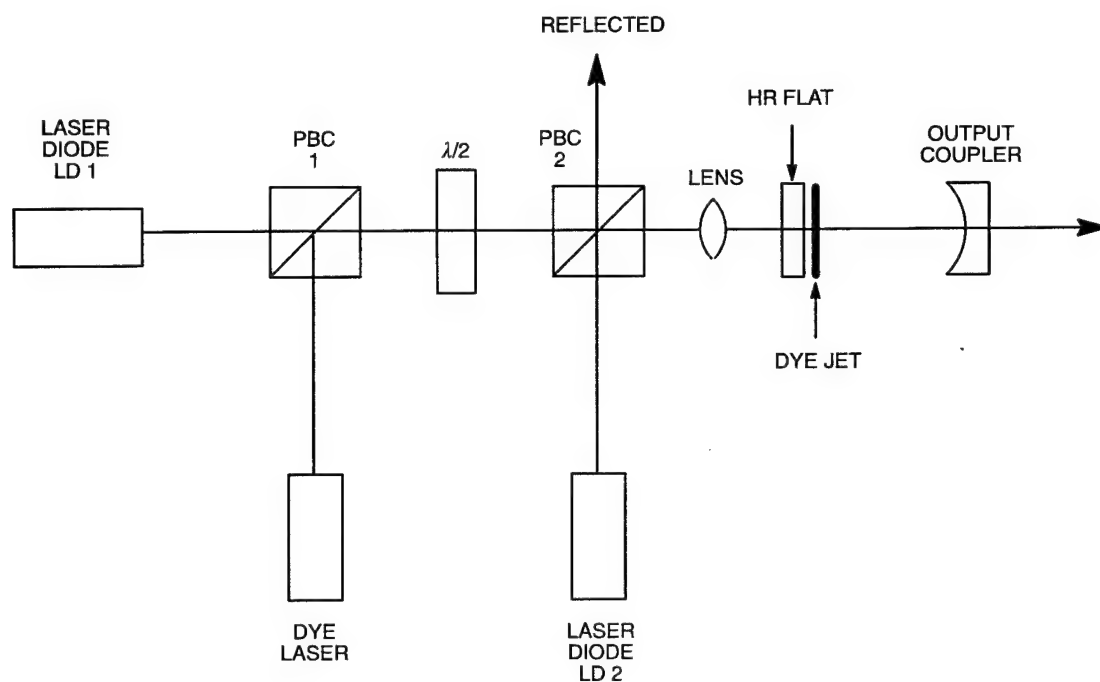 REFLECTED
LASER
DIODE
LD 1
PBC
1
λ/2
PBC
2
LENS
HR FLAT
OUTPUT
COUPLER
DYE JET
DYE
LASER
LASER
DIODE
LD 2